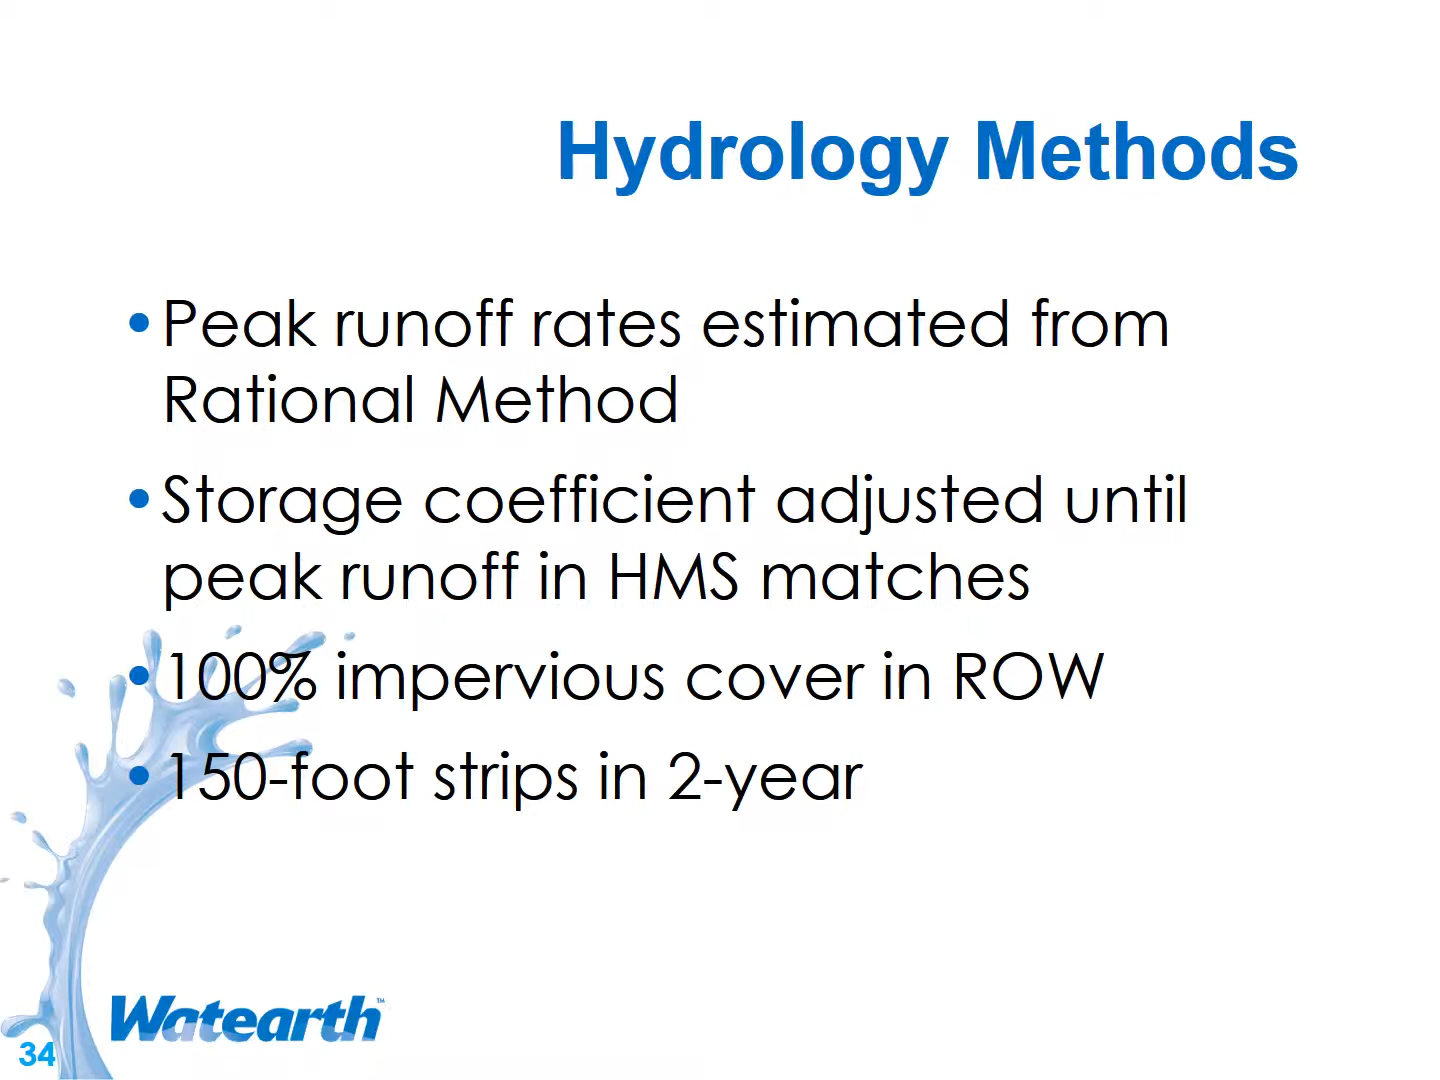 Hydrology Methods
•Peak runoff rates estimated from
Rational Method
•Storage coefficient adjusted until
peak runoff in HMS matches
•100% impervious cover in ROW
•150-foot strips in 2-year
Watearth™
34